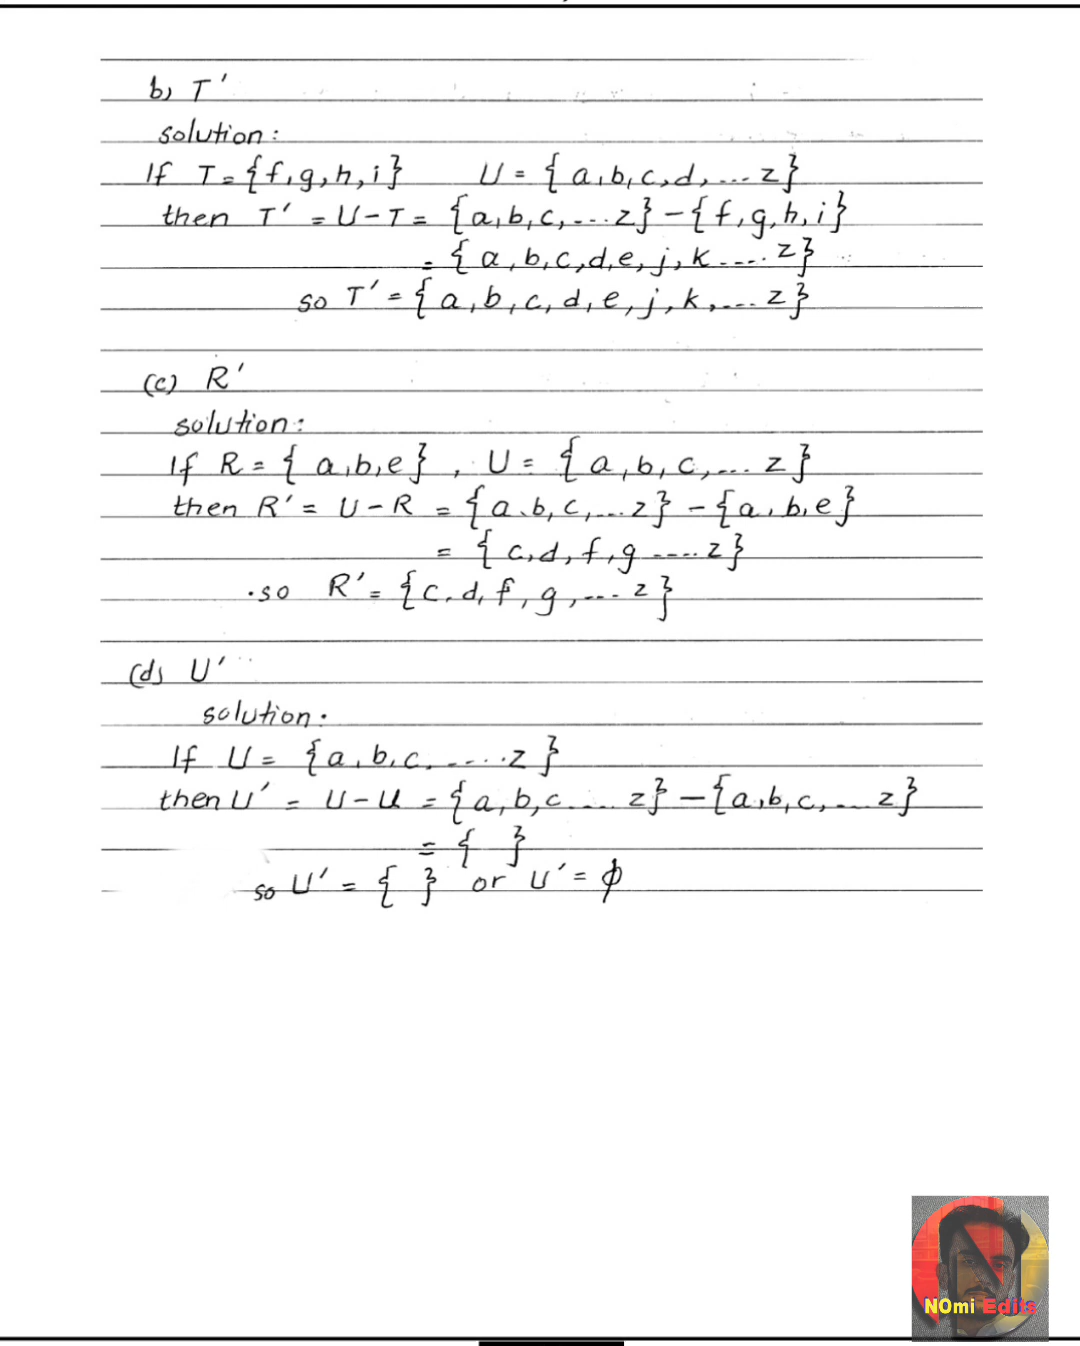 b) T'
solution:
If T = {f,g,h,i} U = {a,b,c,d,...z}
then T' = U-T = {a,b,c,...z} - {f,g,h,i}
= {a,b,c,d,e,j,k....z}
so T' = {a,b,c,d,e,j,k,...z}
(c) R'
solution:
If R = {a,b,e}, U = {a,b,c,...z}
then R' = U-R = {a,b,c,...z} - {a,b,e}
= {c,d,f,g....z}
so R' = {c,d,f,g,...z}
(d) U'
solution.
If U = {a,b,c.....z}
then U' = U-U = {a,b,c....z} - {a,b,c,...z}
= { }
so U' = { } or U' = ϕ
NOmi Edits